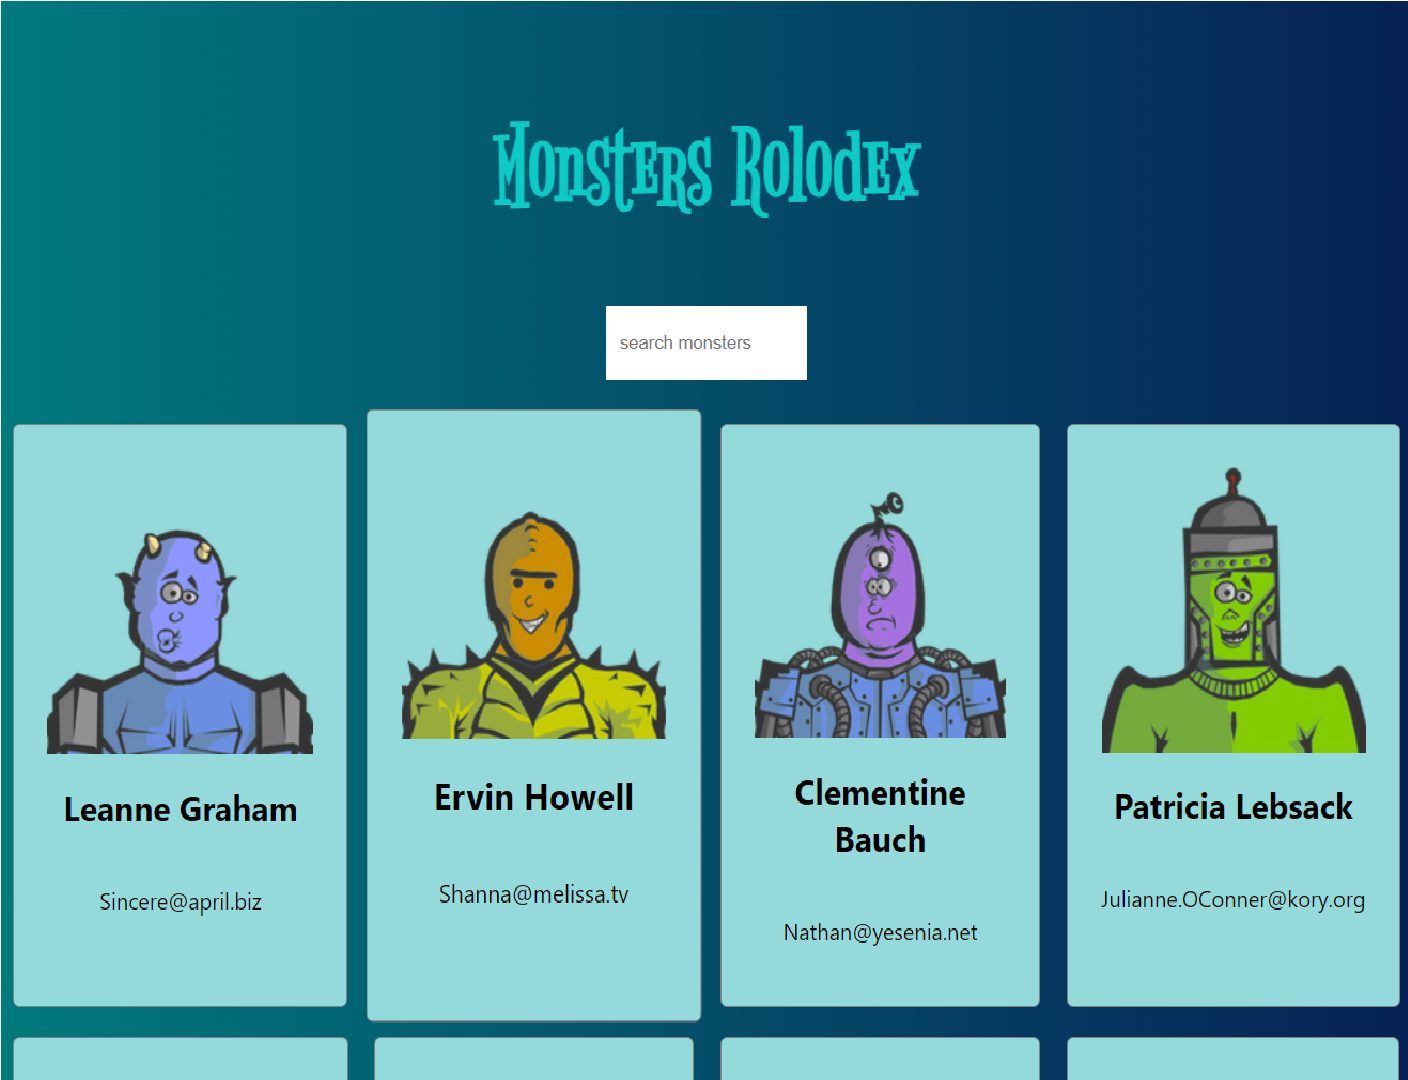 Monsters Rolodex
search monsters
Leanne Graham
Sincere@april.biz
Ervin Howell
Shanna@melissa.tv
Clementine
Bauch
Nathan@yesenia.net
Patricia Lebsack
Julianne.OConner@kory.org